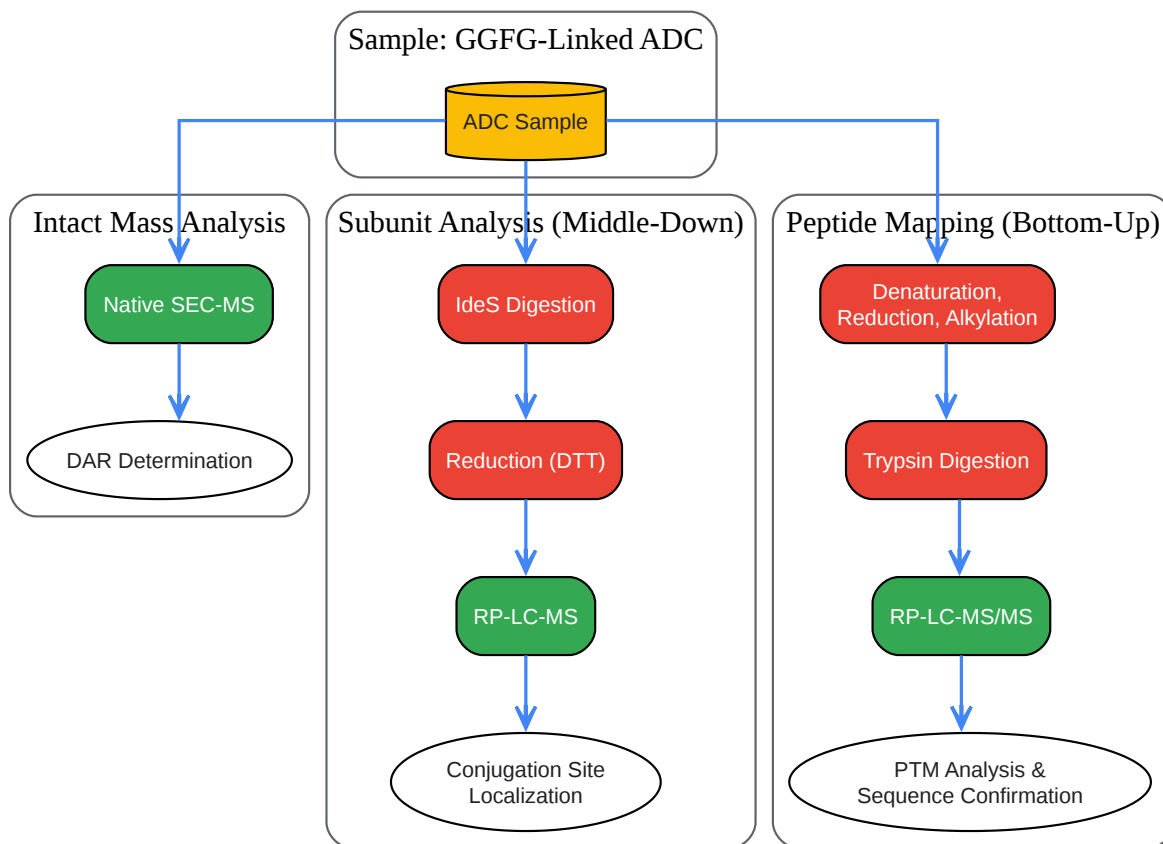 Sample: GGFG-Linked ADC
ADC Sample
Intact Mass Analysis
Native SEC-MS
DAR Determination
Subunit Analysis (Middle-Down)
IdeS Digestion
Reduction (DTT)
RP-LC-MS
Conjugation Site
Localization
Peptide Mapping (Bottom-Up)
Denaturation,
Reduction, Alkylation
Trypsin Digestion
RP-LC-MS/MS
PTM Analysis &
Sequence Confirmation